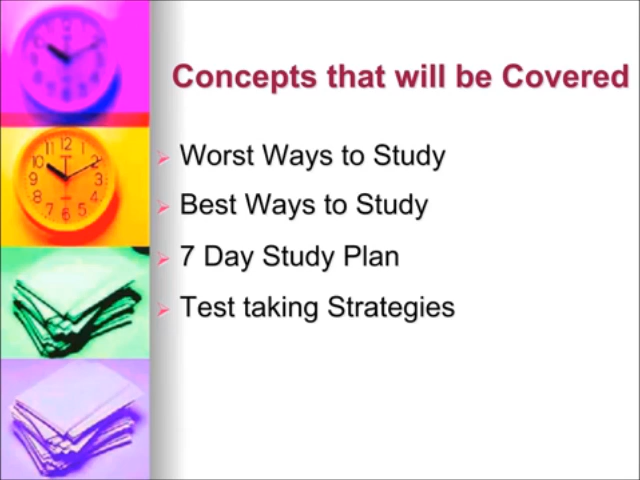 Concepts that will be Covered
Worst Ways to Study
Best Ways to Study
7 Day Study Plan
Test taking Strategies